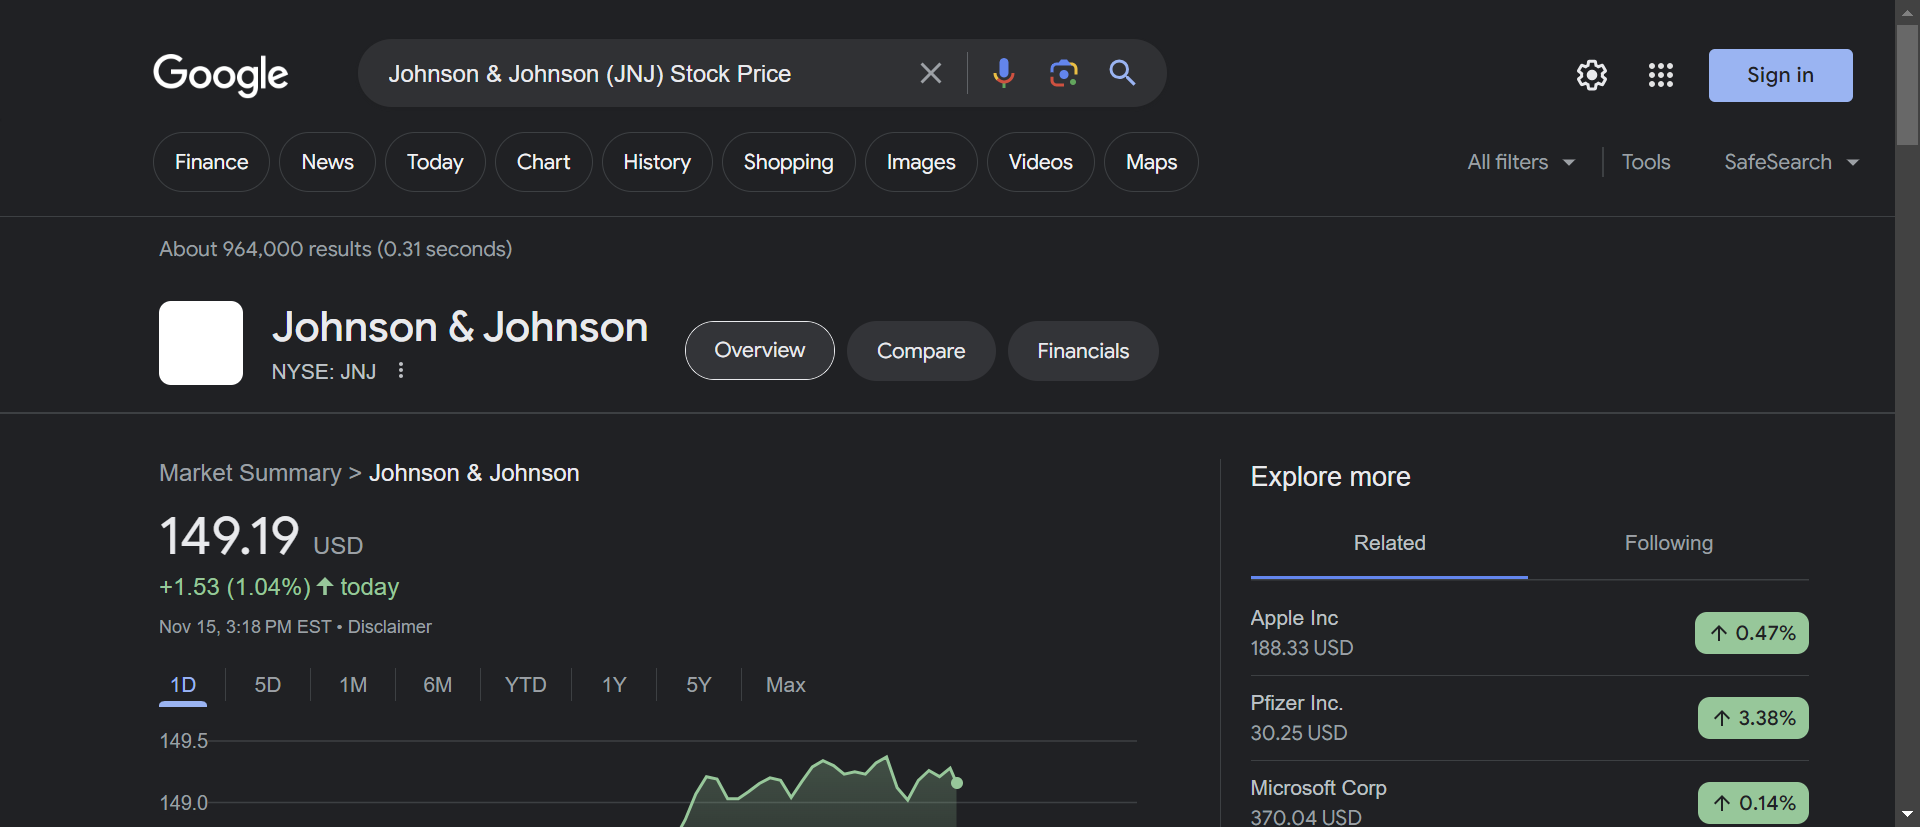 Google
Johnson & Johnson (JNJ) Stock Price
Sign in
Finance
News
Today
Chart
History
Shopping
Images
Videos
Maps
All filters
Tools
SafeSearch
About 964,000 results (0.31 seconds)
Johnson & Johnson
NYSE: JNJ
Overview
Compare
Financials
Market Summary > Johnson & Johnson
149.19 USD
+1.53 (1.04%) today
Nov 15, 3:18 PM EST • Disclaimer
1D
5D
1M
6M
YTD
1Y
5Y
Max
149.5
149.0
Explore more
Related
Following
Apple Inc
188.33 USD
0.47%
Pfizer Inc.
30.25 USD
3.38%
Microsoft Corp
370.04 USD
0.14%